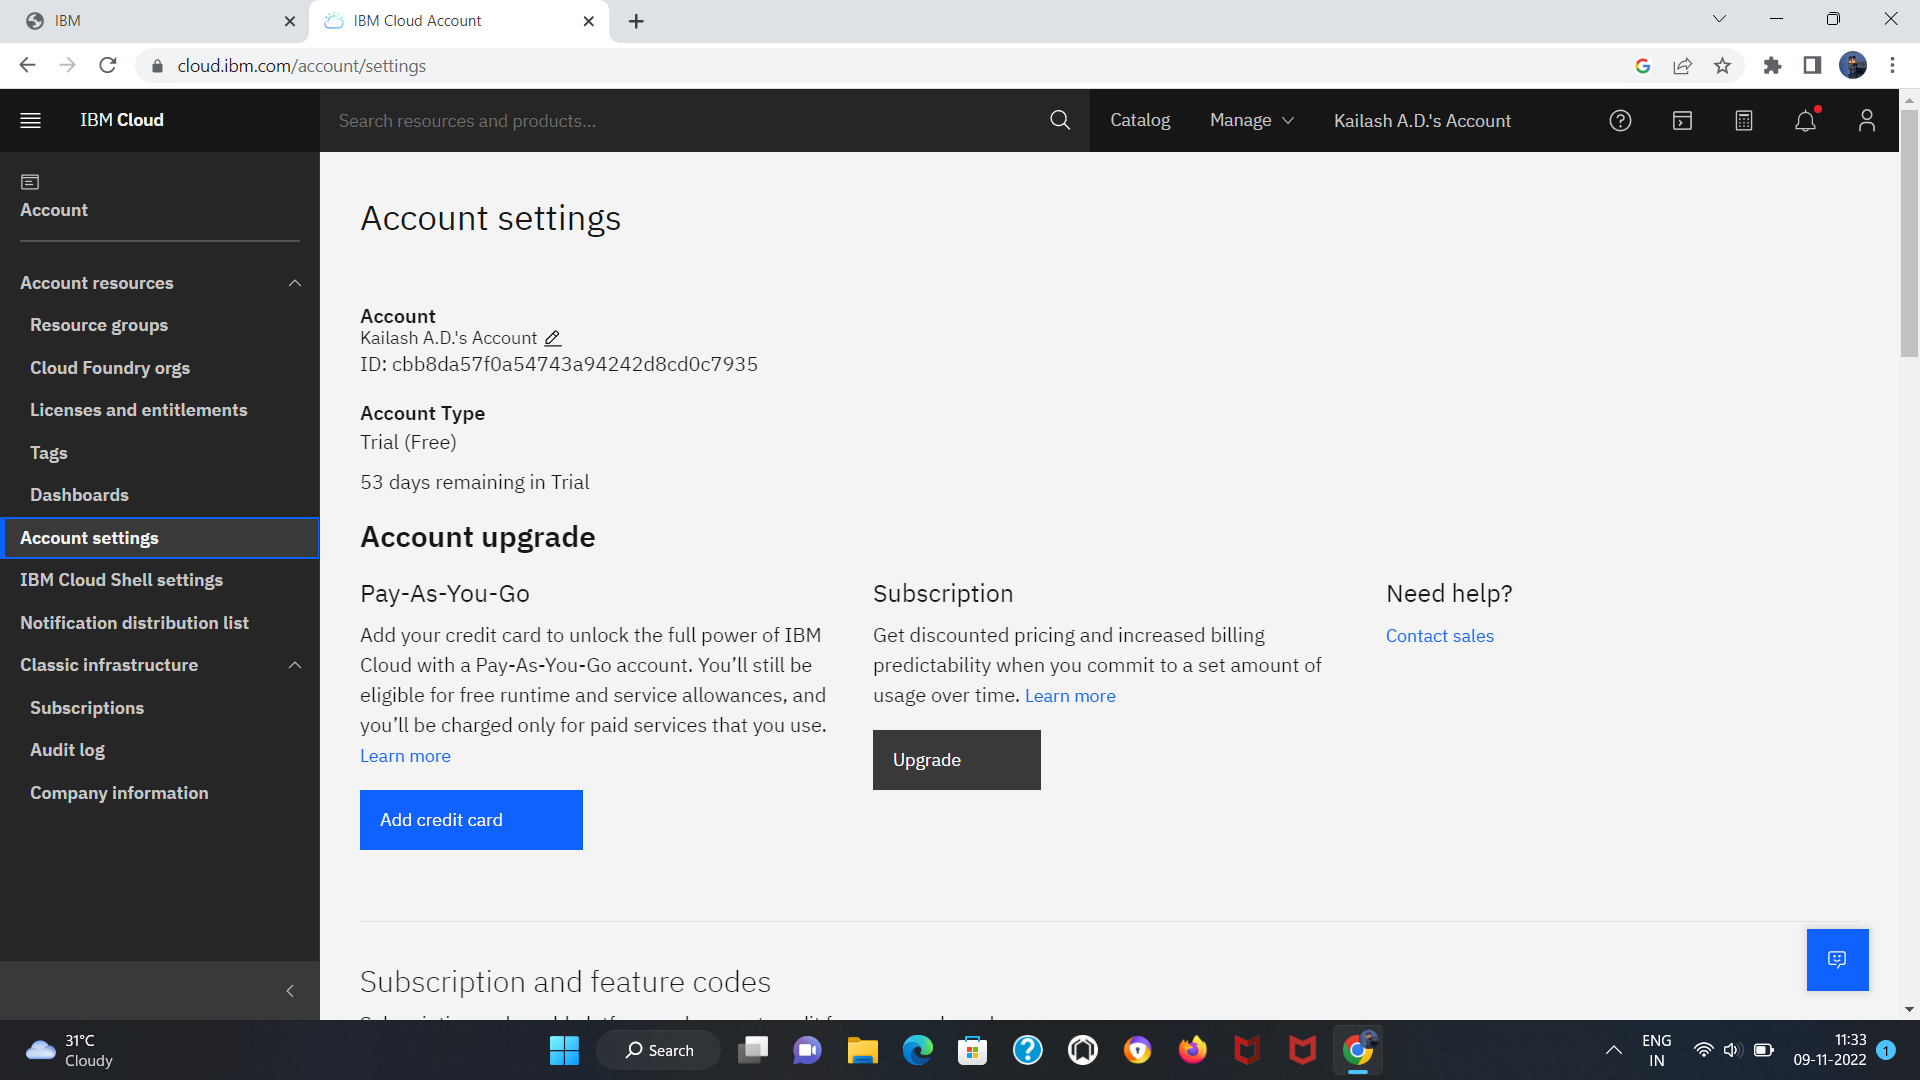 IBM
IBM Cloud Account
cloud.ibm.com/account/settings
IBM Cloud
Search resources and products...
Catalog
Manage
Kailash A.D.'s Account
Account
Account resources
Resource groups
Cloud Foundry orgs
Licenses and entitlements
Tags
Dashboards
Account settings
IBM Cloud Shell settings
Notification distribution list
Classic infrastructure
Subscriptions
Audit log
Company information
Account settings
Account
Kailash A.D.'s Account
ID: cbb8da57f0a54743a94242d8cd0c7935
Account Type
Trial (Free)
53 days remaining in Trial
Account upgrade
Pay-As-You-Go
Add your credit card to unlock the full power of IBM
Cloud with a Pay-As-You-Go account. You’ll still be
eligible for free runtime and service allowances, and
you’ll be charged only for paid services that you use.
Learn more
Add credit card
Subscription
Get discounted pricing and increased billing
predictability when you commit to a set amount of
usage over time. Learn more
Upgrade
Need help?
Contact sales
Subscription and feature codes
31°C
Cloudy
Search
ENG
IN
11:33
09-11-2022
1